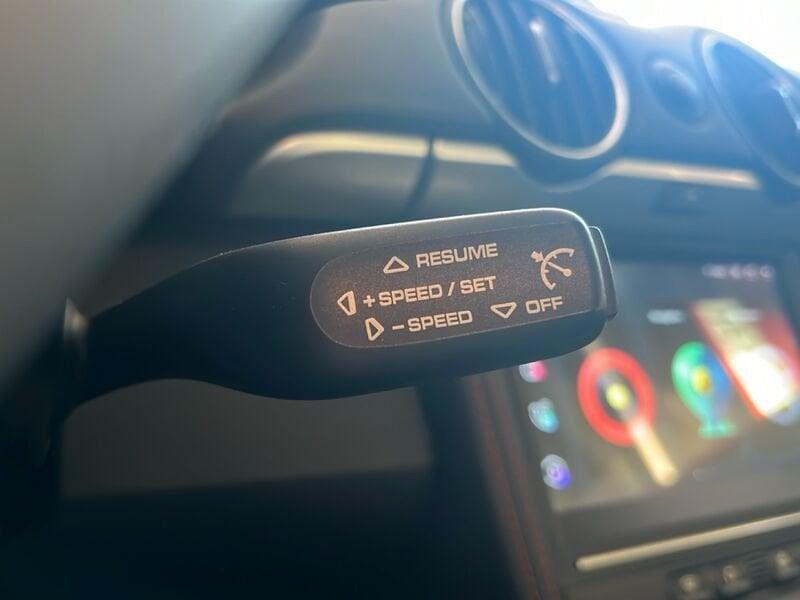 RESUME
+ SPEED / SET
- SPEED OFF